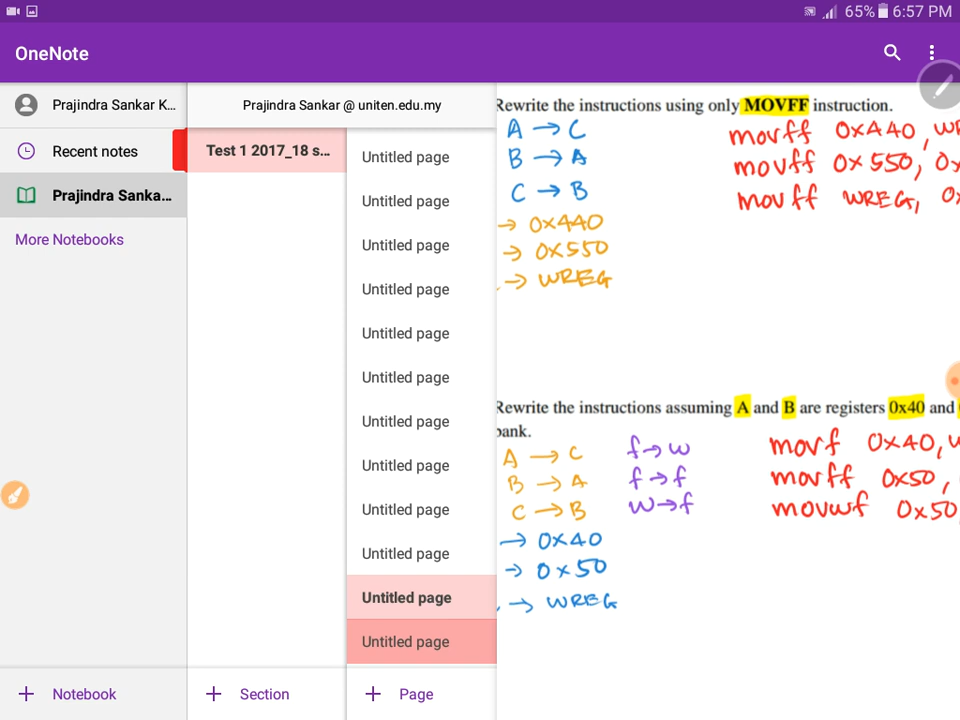 65% 6:57 PM
OneNote
Prajindra Sankar K...
Recent notes
Prajindra Sanka...
More Notebooks
Notebook
Prajindra Sankar @ uniten.edu.my
Test 1 2017_18 s...
Section
Untitled page
Untitled page
Untitled page
Untitled page
Untitled page
Untitled page
Untitled page
Untitled page
Untitled page
Untitled page
Untitled page
Untitled page
Page
Rewrite the instructions using only MOVFF instruction.
A → C
B → A
C → B
→ 0x440
→ 0x550
→ WREG
movff 0xA40, WR
movff 0x550, 0x
movff WREG, 0x
Rewrite the instructions assuming A and B are registers 0x40 and
bank.
A → C f→w
B → A f→f
C → B w→f
→ 0x40
→ 0x50
→ WREG
movf 0x40, w
movff 0x50,
movwf 0x50